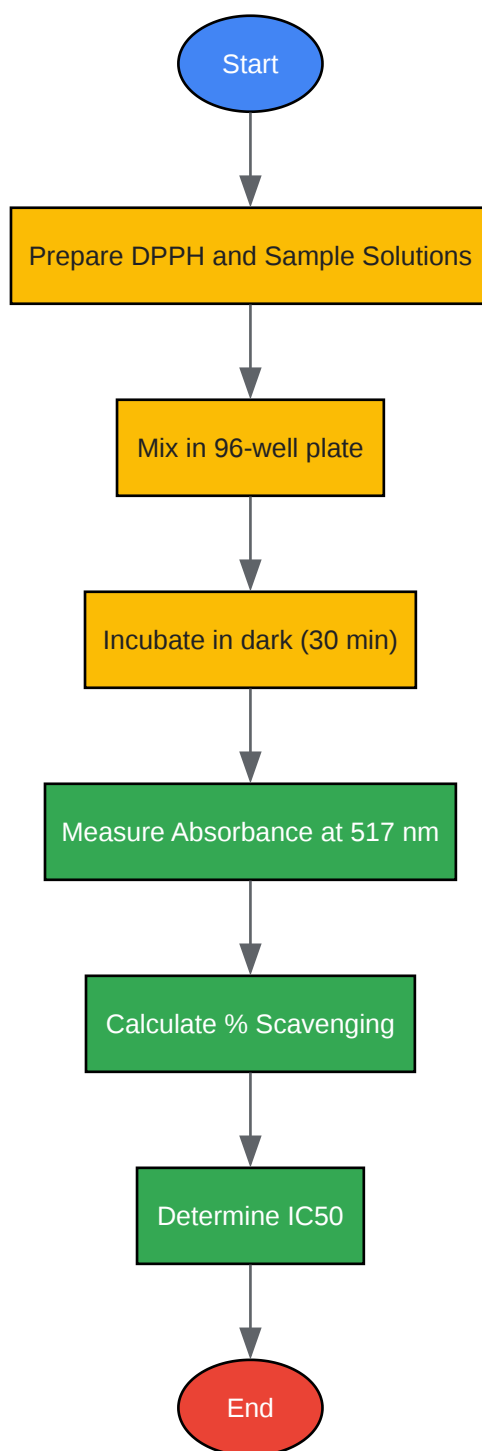 Start
Prepare DPPH and Sample Solutions
Mix in 96-well plate
Incubate in dark (30 min)
Measure Absorbance at 517 nm
Calculate % Scavenging
Determine IC50
End